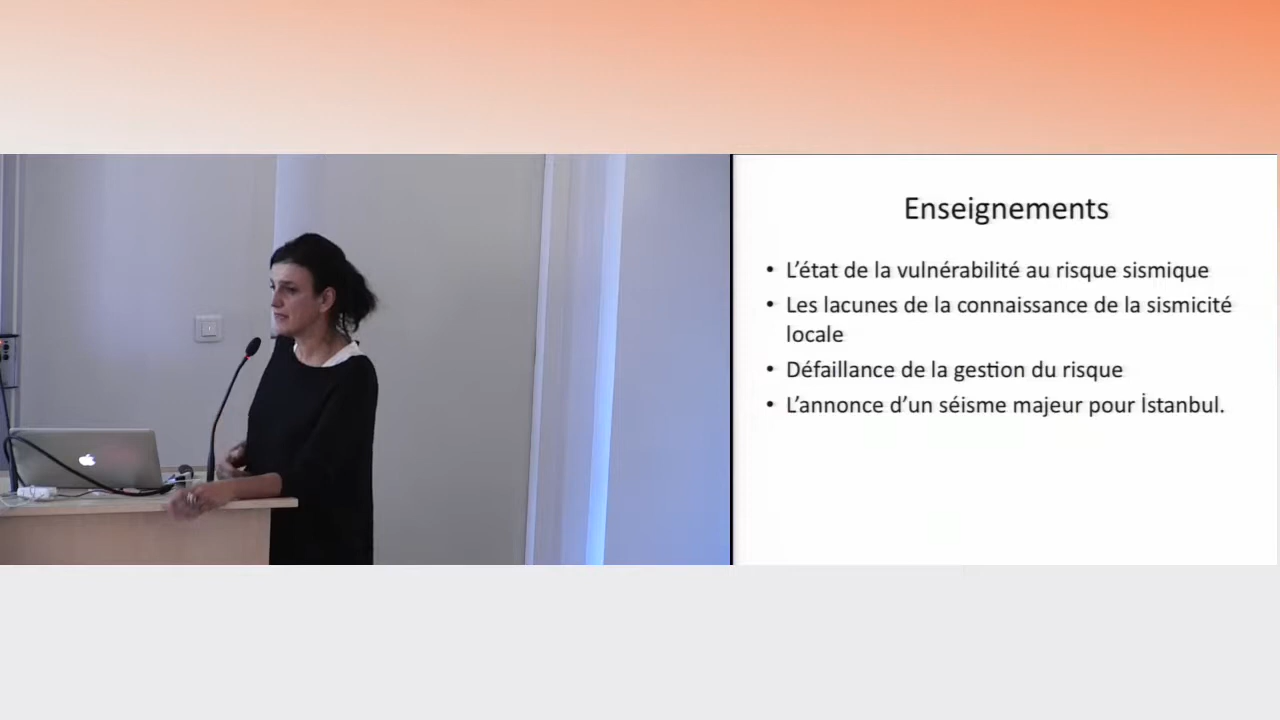 Enseignements
• L'état de la vulnérabilité au risque sismique
• Les lacunes de la connaissance de la sismicité
locale
• Défaillance de la gestion du risque
• L'annonce d'un séisme majeur pour İstanbul.